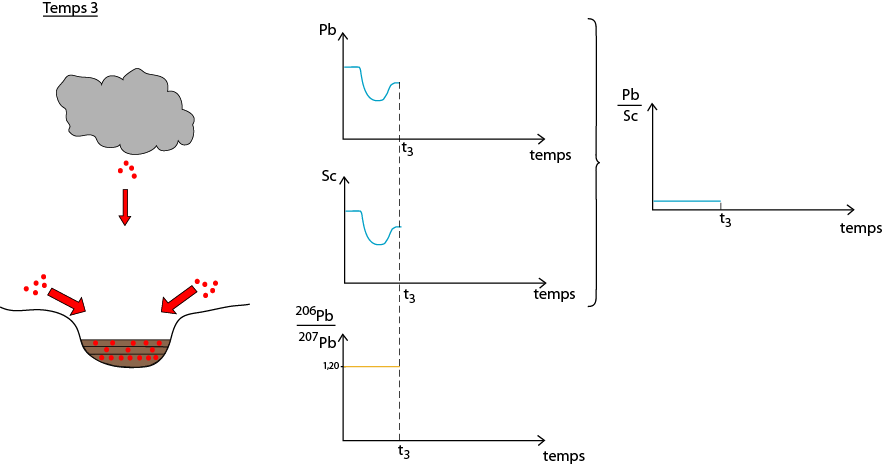 Temps 3
Pb
t3
temps
Sc
t3
temps
206Pb
207Pb
1,20
t3
temps
Pb
Sc
t3
temps